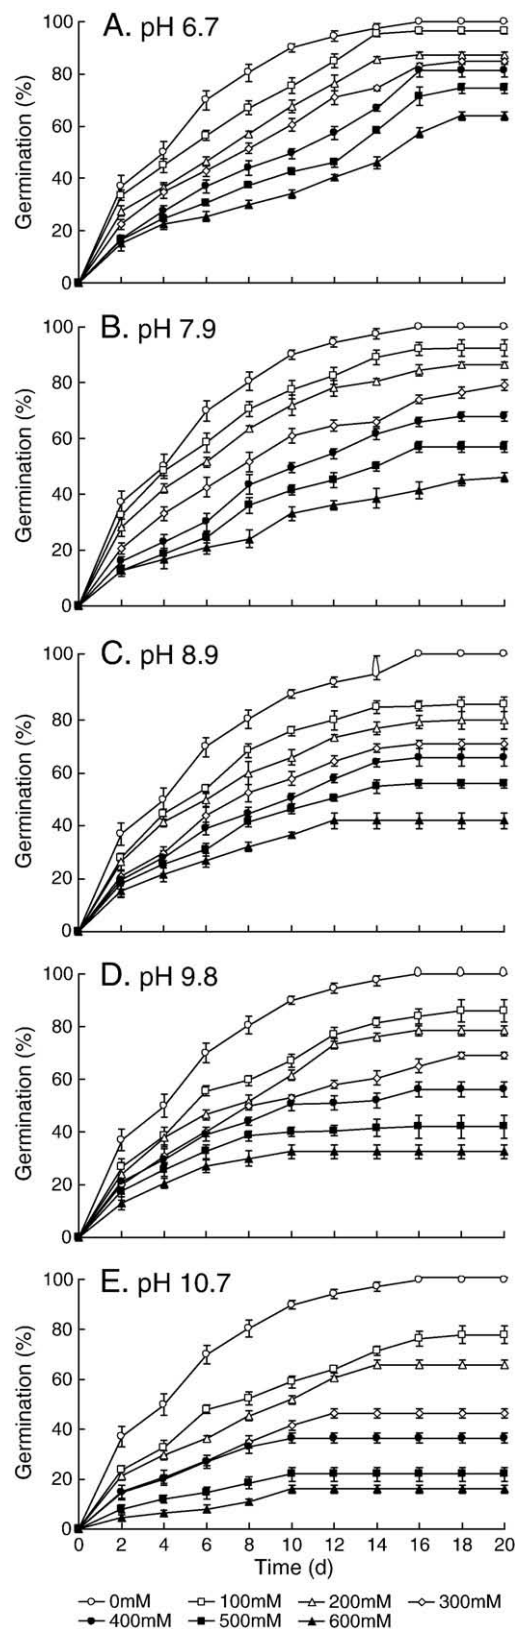 A. pH 6.7
100
80
60
40
20
0
Germination (%)
B. pH 7.9
100
80
60
40
20
0
Germination (%)
C. pH 8.9
100
80
60
40
20
0
Germination (%)
D. pH 9.8
100
80
60
40
20
0
Germination (%)
E. pH 10.7
100
80
60
40
20
0
Germination (%)
0 2 4 6 8 10 12 14 16 18 20
Time (d)
0mM 100mM 200mM 300mM
400mM 500mM 600mM